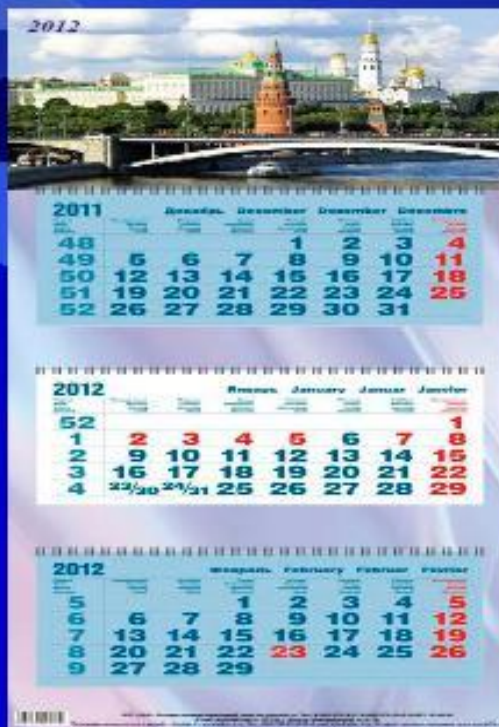 2012
2011 Декабрь December Dezember Decembre
48 1 2 3 4
49 5 6 7 8 9 10 11
50 12 13 14 15 16 17 18
51 19 20 21 22 23 24 25
52 26 27 28 29 30 31
2012 Январь January Januar Janvier
52 1
1 2 3 4 5 6 7 8
2 9 10 11 12 13 14 15
3 16 17 18 19 20 21 22
4 23/30 24/31 25 26 27 28 29
2012 Февраль February Februar Fevrier
5 1 2 3 4 5
6 6 7 8 9 10 11 12
7 13 14 15 16 17 18 19
8 20 21 22 23 24 25 26
9 27 28 29